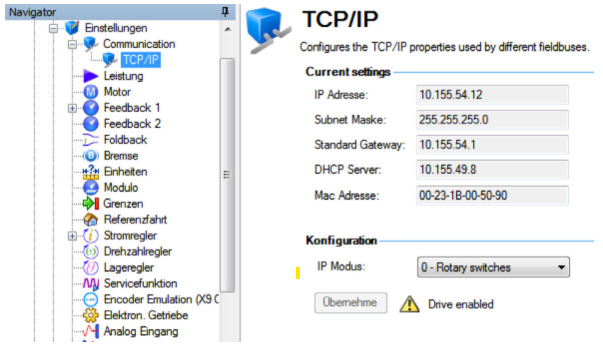 Navigator
Einstellungen
Communication
TCP/IP
Leistung
Motor
Feedback 1
Feedback 2
Foldback
Bremse
Einheiten
Modulo
Grenzen
Referenzfahrt
Stromregler
Drehzahlregler
Lageregler
Servicefunktion
Encoder Emulation (X9 C
Elektron. Getriebe
Analog Eingang
TCP/IP
Configures the TCP/IP properties used by different fieldbuses.
Current settings
IP Adresse: 10.155.54.12
Subnet Maske: 255.255.255.0
Standard Gateway: 10.155.54.1
DHCP Server: 10.155.49.8
Mac Adresse: 00-23-1B-00-50-90
Konfiguration
IP Modus: 0 - Rotary switches
Übernehme Drive enabled